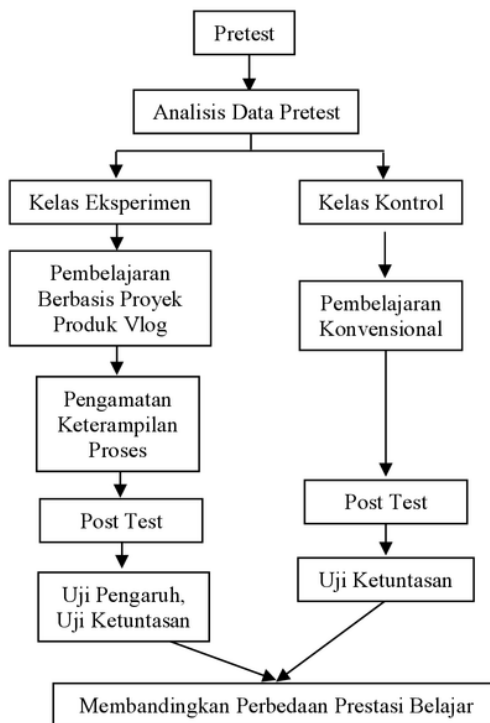 Pretest
Analisis Data Pretest
Kelas Eksperimen
Kelas Kontrol
Pembelajaran
Berbasis Proyek
Produk Vlog
Pembelajaran
Konvensional
Pengamatan
Keterampilan
Proses
Post Test
Post Test
Uji Pengaruh,
Uji Ketuntasan
Uji Ketuntasan
Membandingkan Perbedaan Prestasi Belajar